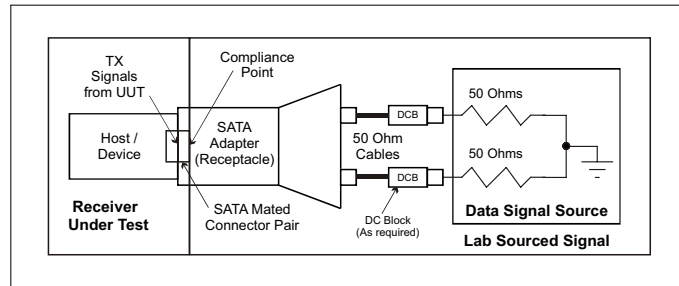 TX
Signals
from UUT
Compliance
Point
Host /
Device
SATA
Adapter
(Receptacle)
SATA Mated
Connector Pair
Receiver
Under Test
DCB
50 Ohm
Cables
DCB
DC Block
(As required)
50 Ohms
50 Ohms
Data Signal Source
Lab Sourced Signal